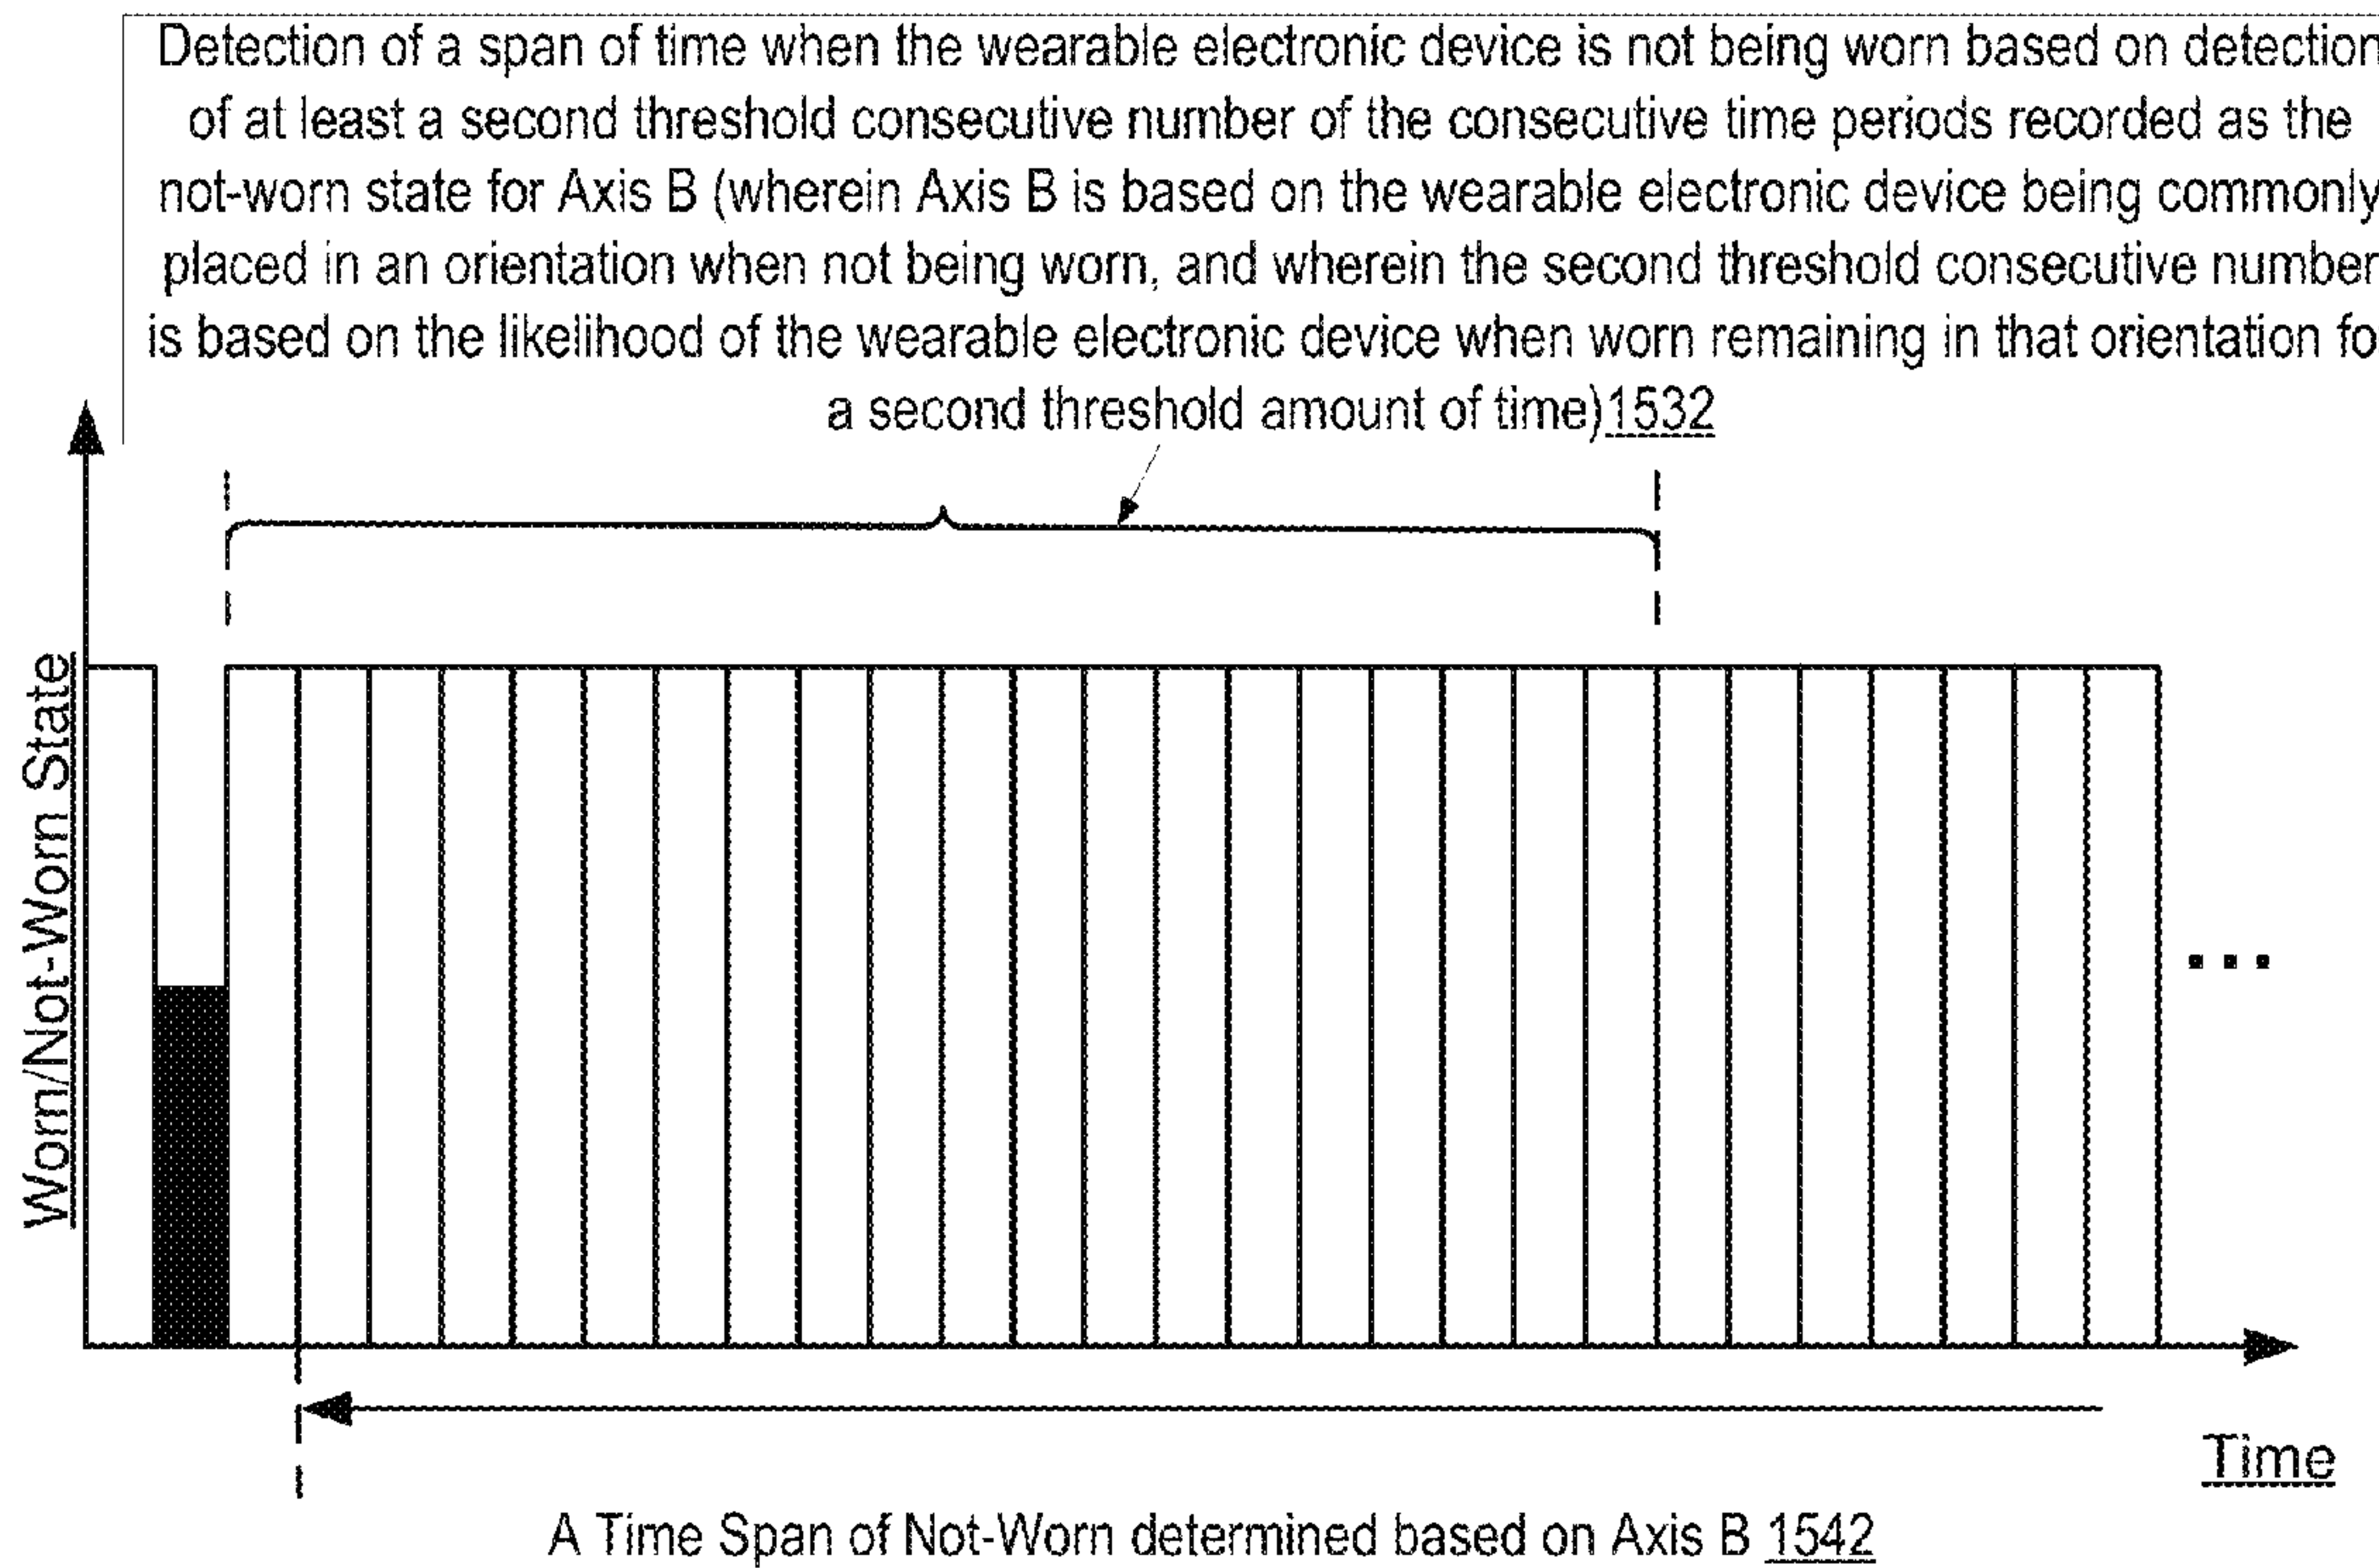 Detection of a span of time when the wearable electronic device is not being worn based on detection
of at least a second threshold consecutive number of the consecutive time periods recorded as the
not-worn state for Axis B (wherein Axis B is based on the wearable electronic device being commonly
placed in an orientation when not being worn, and wherein the second threshold consecutive number
is based on the likelihood of the wearable electronic device when worn remaining in that orientation fo
a second threshold amount of time)1532
Worn/Not-Worn State
...
Time
A Time Span of Not-Worn determined based on Axis B 1542